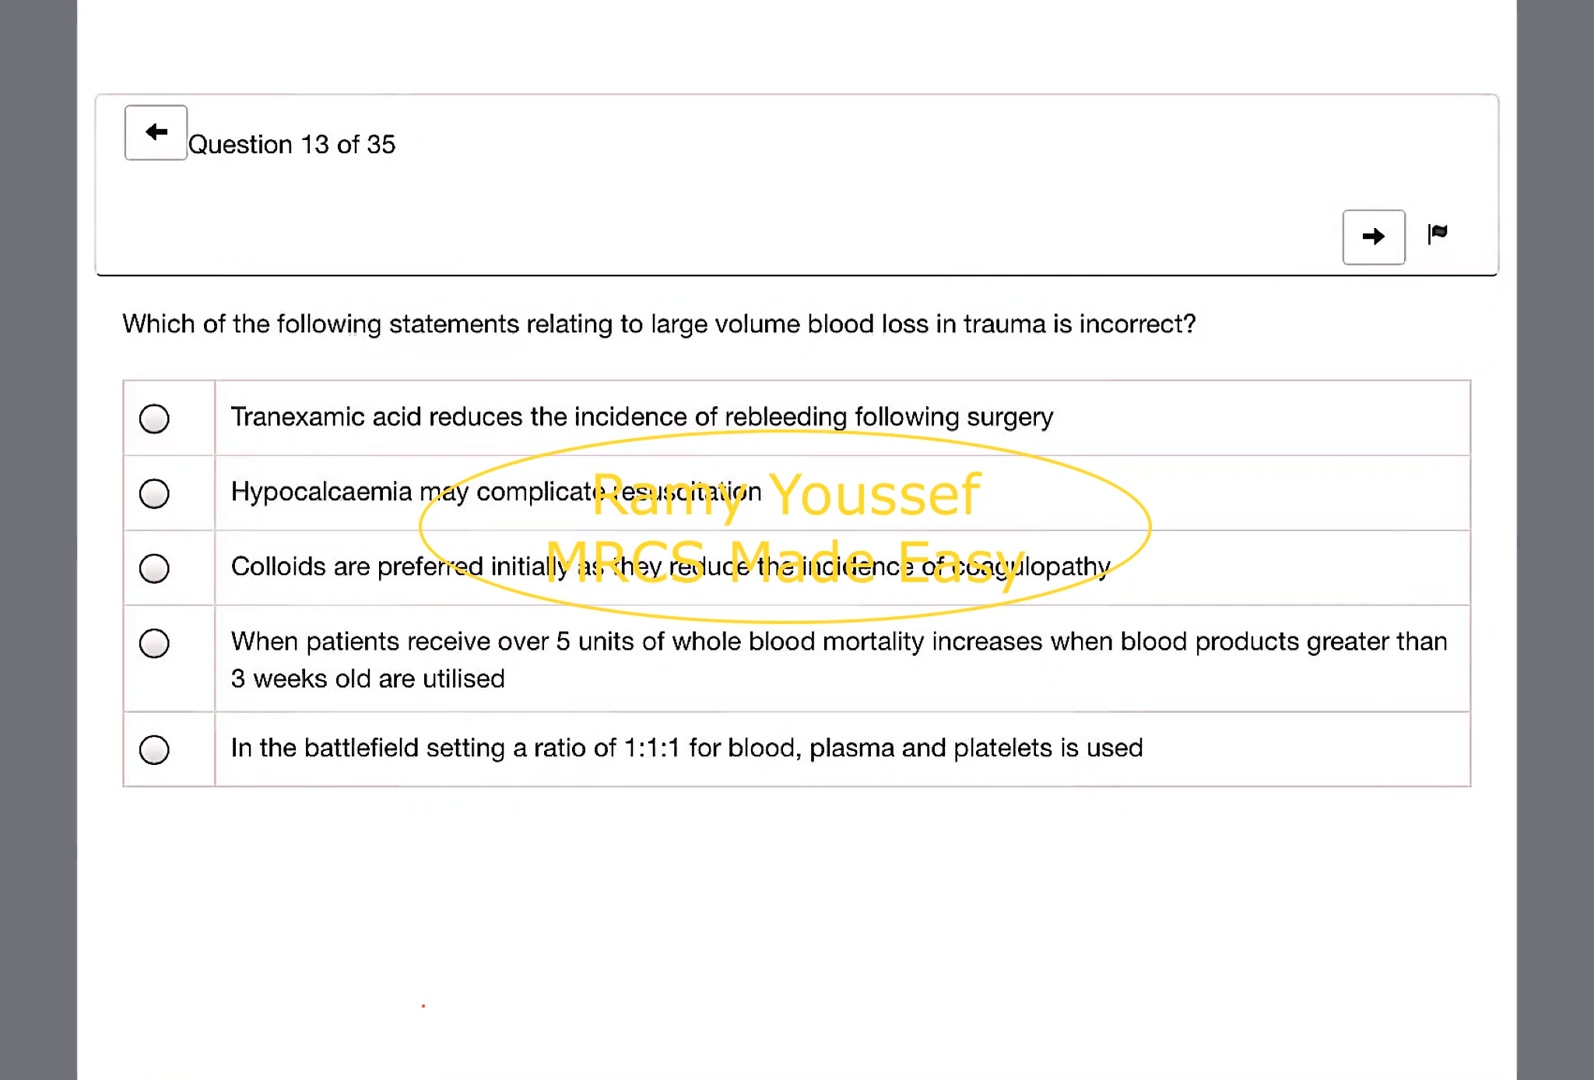 Question 13 of 35
Which of the following statements relating to large volume blood loss in trauma is incorrect?
Tranexamic acid reduces the incidence of rebleeding following surgery
Hypocalcaemia may complicate resuscitation
Ramy Youssef
Colloids are preferred initially as they reduce the incidence of coagulopathy
MRCS Made Easy
When patients receive over 5 units of whole blood mortality increases when blood products greater than
3 weeks old are utilised
In the battlefield setting a ratio of 1:1:1 for blood, plasma and platelets is used